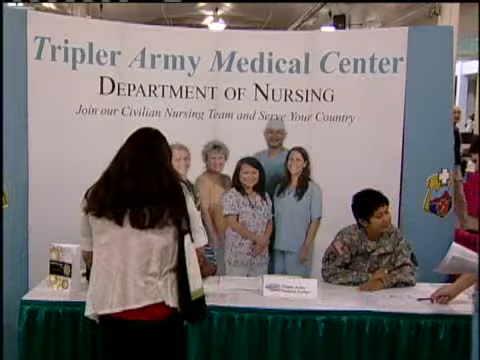 Tripler Army Medical Center
DEPARTMENT OF NURSING
Join our Civilian Nursing Team and Serve Your Country